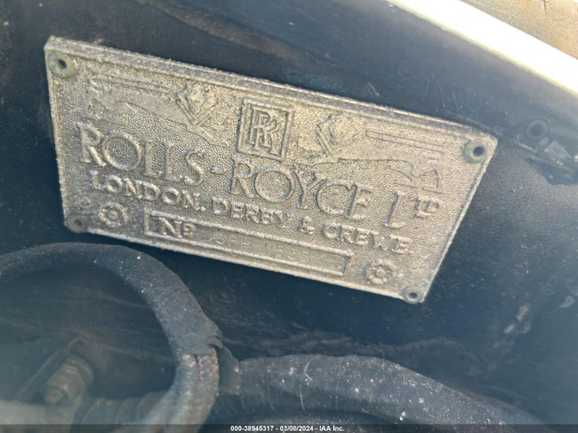 RR
ROLLS-ROYCE LTD
LONDON, DERBY & CREWE.
No
000-38945317 - 03/08/2024 - IAA Inc.